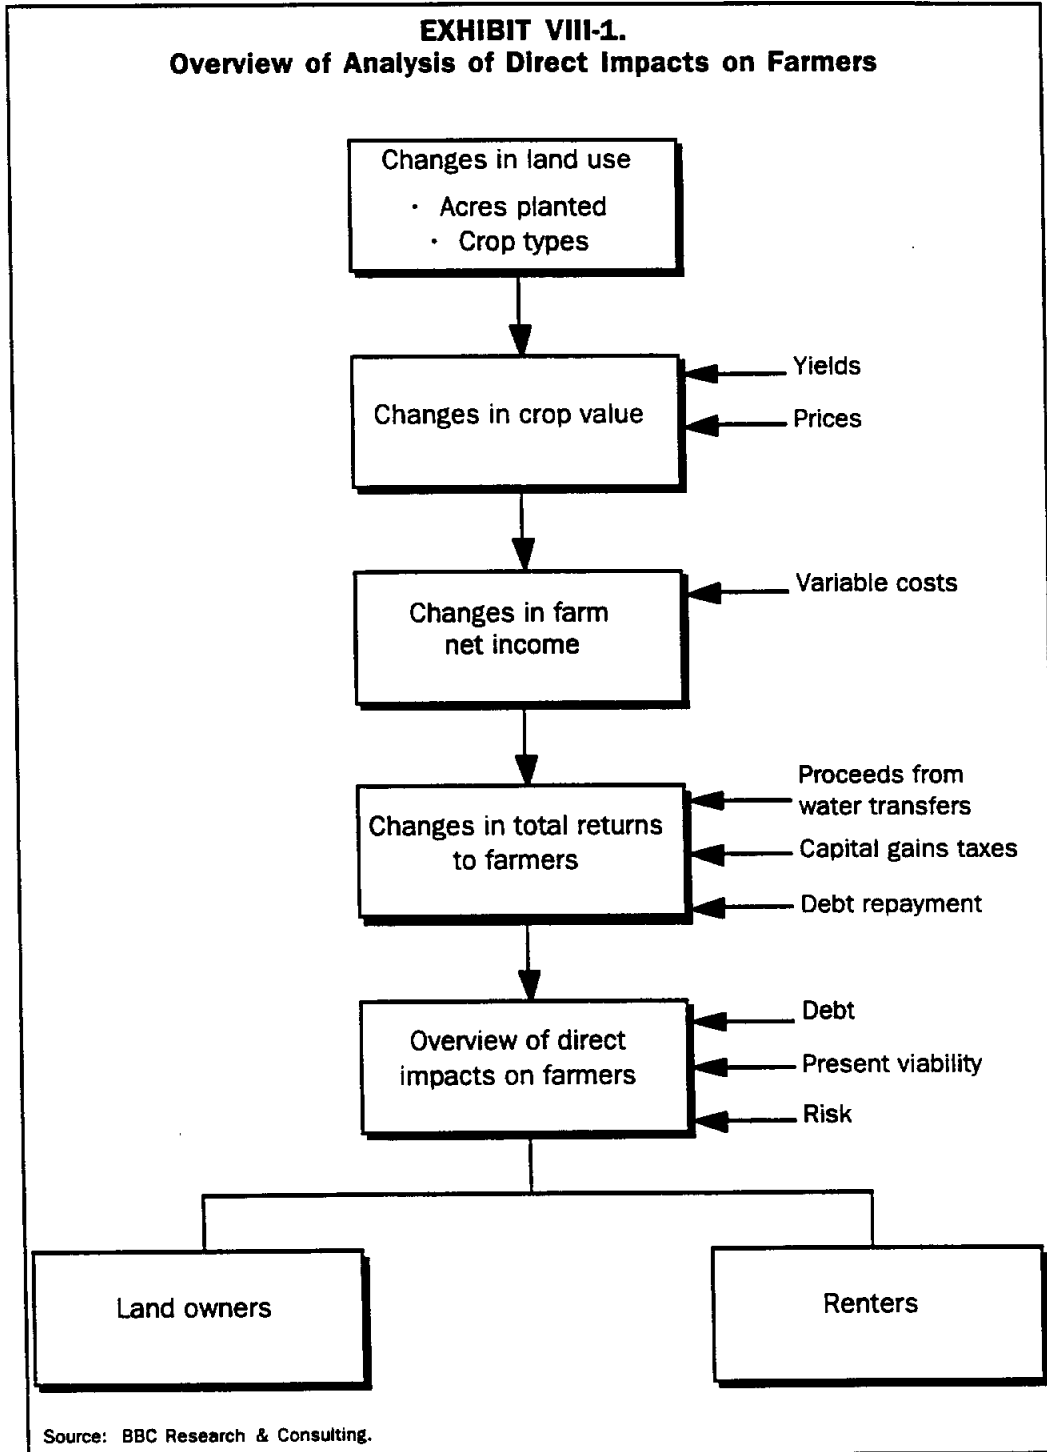 EXHIBIT VIII-1.
Overview of Analysis of Direct Impacts on Farmers
Changes in land use
· Acres planted
· Crop types
Changes in crop value
Yields
Prices
Changes in farm
net income
Variable costs
Changes in total returns
to farmers
Proceeds from
water transfers
Capital gains taxes
Debt repayment
Overview of direct
impacts on farmers
Debt
Present viability
Risk
Land owners
Renters
Source: BBC Research & Consulting.